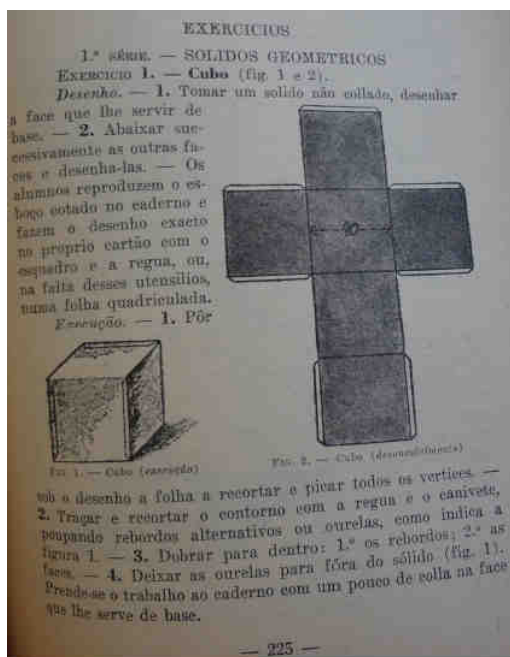 EXERCICIOS
1.ª SÉRIE. — SOLIDOS GEOMETRICOS
EXERCICIO 1. — Cubo (fig. 1 e 2).
Desenho. — 1. Tomar um solido não collado, desenhar
a face que lhe servir de
base. — 2. Abaixar suc-
cessivamente as outras fa-
ces e desenha-las. — Os
alumnos reproduzem o es-
boço cotado no caderno e
fazem o desenho exacto
no proprio cartão com o
esquadro e a regua, ou,
na falta desses utensilios,
numa folha quadriculada.
Execução. — 1. Pôr
FIG. 1. — Cubo (execução)
FIG. 2. — Cubo (desenvolvimento)
sob o desenho a folha a recortar e picar todos os vertices. —
2. Traçar e recortar o contorno com a regua e o canivete,
poupando rebordos alternativos ou ourelas, como indica a
figura 1. — 3. Dobrar para dentro: 1.º os rebordos; 2.º as
faces. — 4. Deixar as ourelas para fóra do sólido (fig. 1).
Prende-se o trabalho ao caderno com um pouco de colla na face
que lhe serve de base.
— 225 —